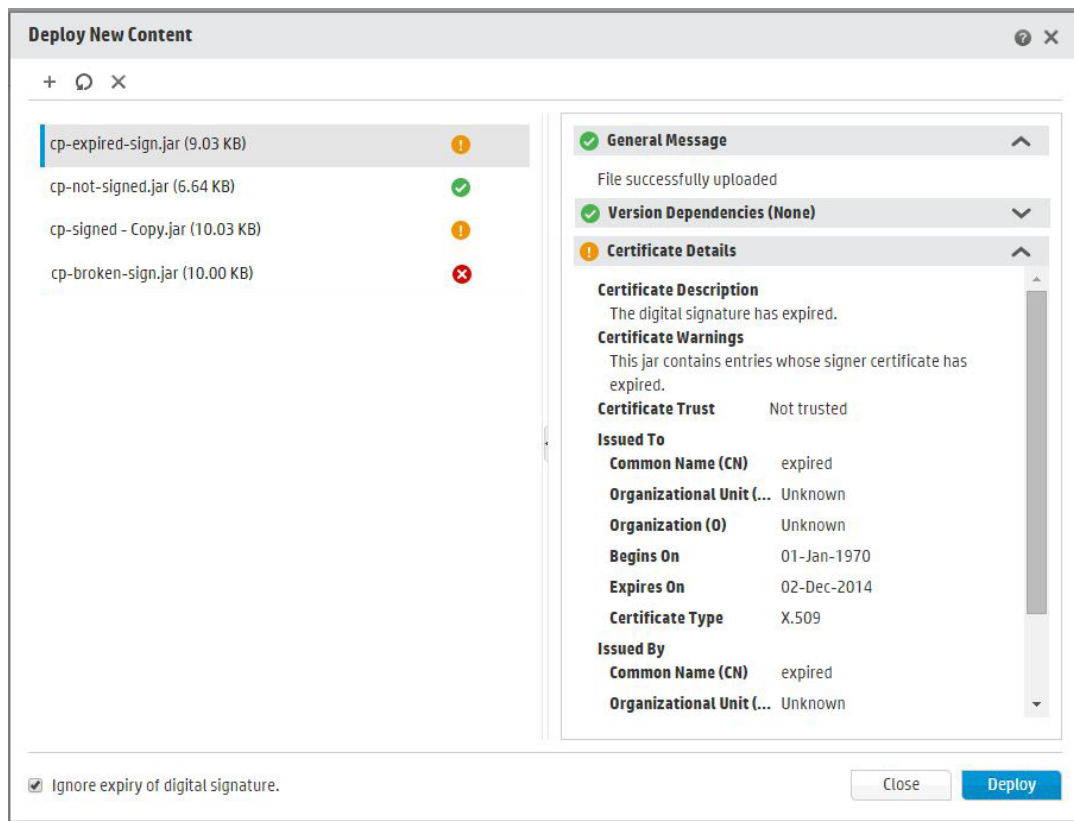 Deploy New Content
cp-expired-sign.jar (9.03 KB)
cp-not-signed.jar (6.64 KB)
cp-signed - Copy.jar (10.03 KB)
cp-broken-sign.jar (10.00 KB)
General Message
File successfully uploaded
Version Dependencies (None)
Certificate Details
Certificate Description
The digital signature has expired.
Certificate Warnings
This jar contains entries whose signer certificate has
expired.
Certificate Trust Not trusted
Issued To
Common Name (CN) expired
Organizational Unit (... Unknown
Organization (O) Unknown
Begins On 01-Jan-1970
Expires On 02-Dec-2014
Certificate Type X.509
Issued By
Common Name (CN) expired
Organizational Unit (... Unknown
Ignore expiry of digital signature.
Close Deploy